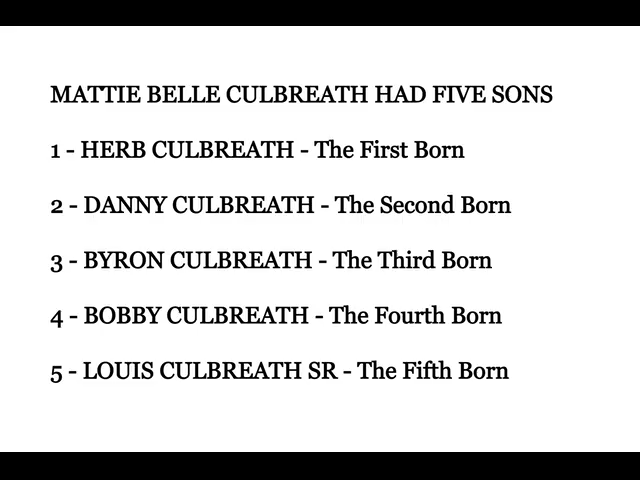 MATTIE BELLE CULBREATH HAD FIVE SONS
1 - HERB CULBREATH - The First Born
2 - DANNY CULBREATH - The Second Born
3 - BYRON CULBREATH - The Third Born
4 - BOBBY CULBREATH - The Fourth Born
5 - LOUIS CULBREATH SR - The Fifth Born